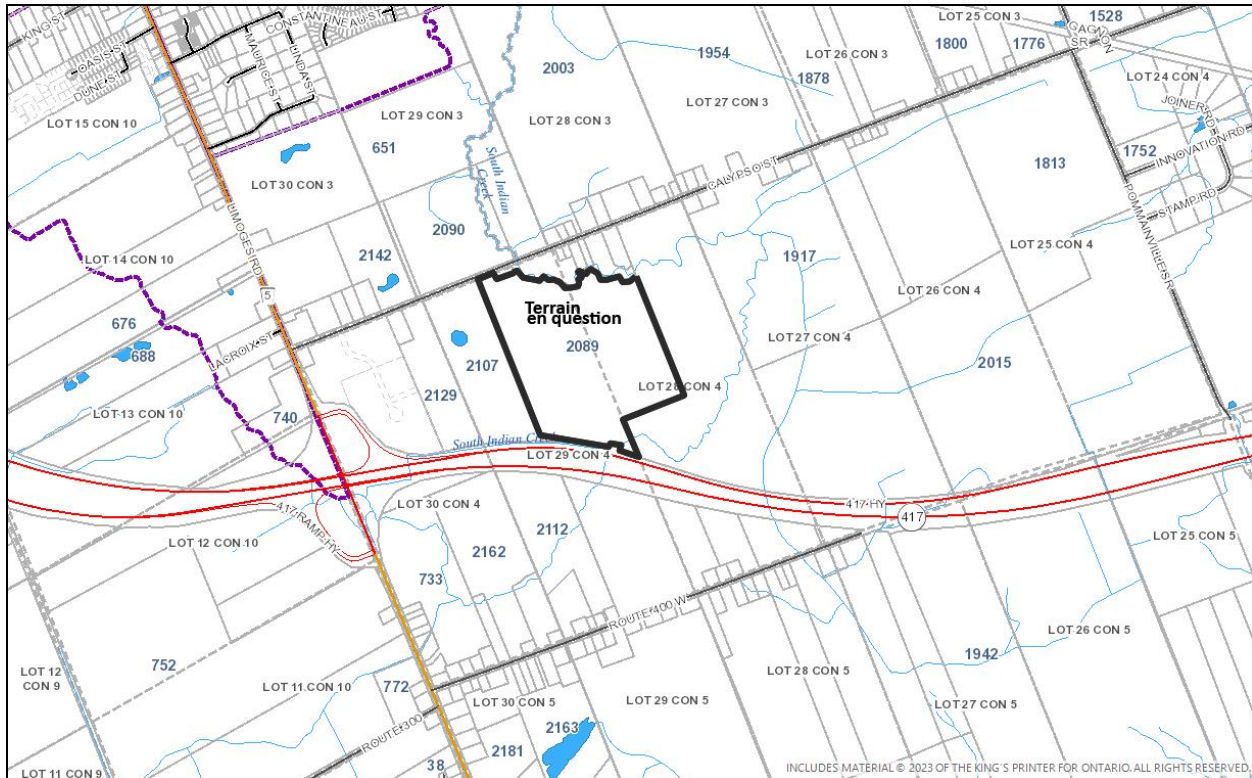 KING ST
OASIS ST
DUNE ST
CONSTANTINEAU ST
MAURICE ST
LINDA ST
LOT 15 CON 10
LOT 29 CON 3
651
LOT 30 CON 3
2003
LOT 28 CON 3
1954
1878
LOT 27 CON 3
LOT 26 CON 3
LOT 25 CON 3
1800
1776
1528
GAGNON
SR
LOT 24 CON 4
JOINER RD
INNOVATION RD
1752
STAMP RD
1813
POMMAINVILLE SR
South Indian
Creek
CALYPSO ST
LIMOGES RD
5
LOT 14 CON 10
2090
2142
676
688
LACROIX ST
LOT 13 CON 10
740
2129
2107
Terrain
en question
2089
LOT 28 CON 4
1917
LOT 27 CON 4
LOT 26 CON 4
LOT 25 CON 4
2015
South Indian Creek
LOT 29 CON 4
417 HY
417
417 RAMP HY
LOT 30 CON 4
LOT 12 CON 10
2112
2162
733
ROUTE 400 W
LOT 25 CON 5
LOT 26 CON 5
1942
LOT 12
CON 9
752
LOT 11 CON 10
772
LOT 30 CON 5
LOT 29 CON 5
LOT 28 CON 5
LOT 27 CON 5
ROUTE 300
2163
2181
38
LOT 11 CON 9
INCLUDES MATERIAL © 2023 OF THE KING'S PRINTER FOR ONTARIO. ALL RIGHTS RESERVED.